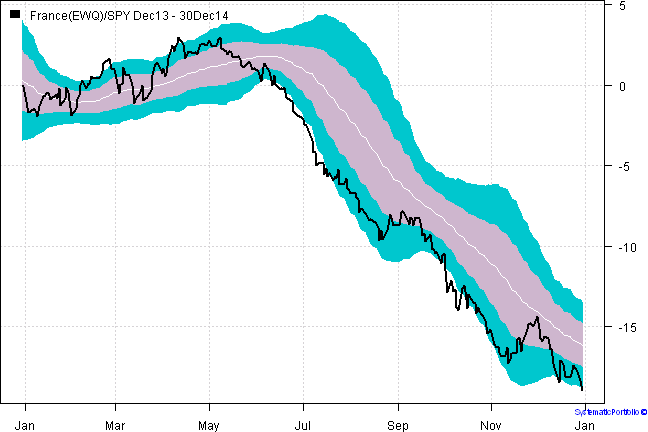 France(EWQ)/SPY Dec13 - 30Dec14
5
0
-5
-10
-15
Jan Mar May Jul Sep Nov Jan
SystematicPortfolio ©